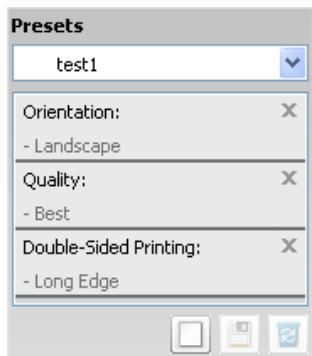 Presets
test1
Orientation:
- Landscape
Quality:
- Best
Double-Sided Printing:
- Long Edge